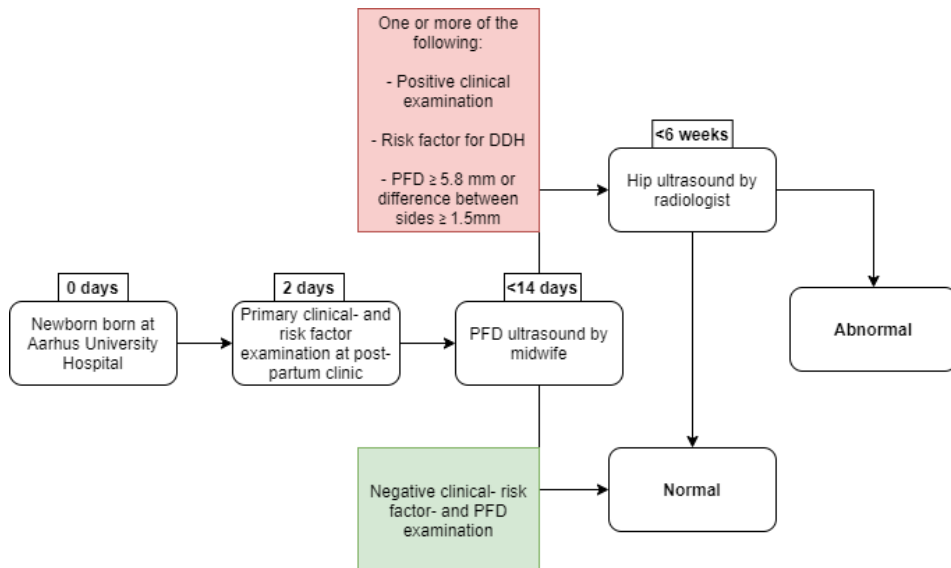 One or more of the
following:
- Positive clinical
examination
- Risk factor for DDH
- PFD ≥ 5.8 mm or
difference between
sides ≥ 1.5mm
<6 weeks
Hip ultrasound by
radiologist
0 days
Newborn born at
Aarhus University
Hospital
2 days
Primary clinical- and
risk factor
examination at post-
partum clinic
<14 days
PFD ultrasound by
midwife
Abnormal
Negative clinical- risk
factor- and PFD
examination
Normal